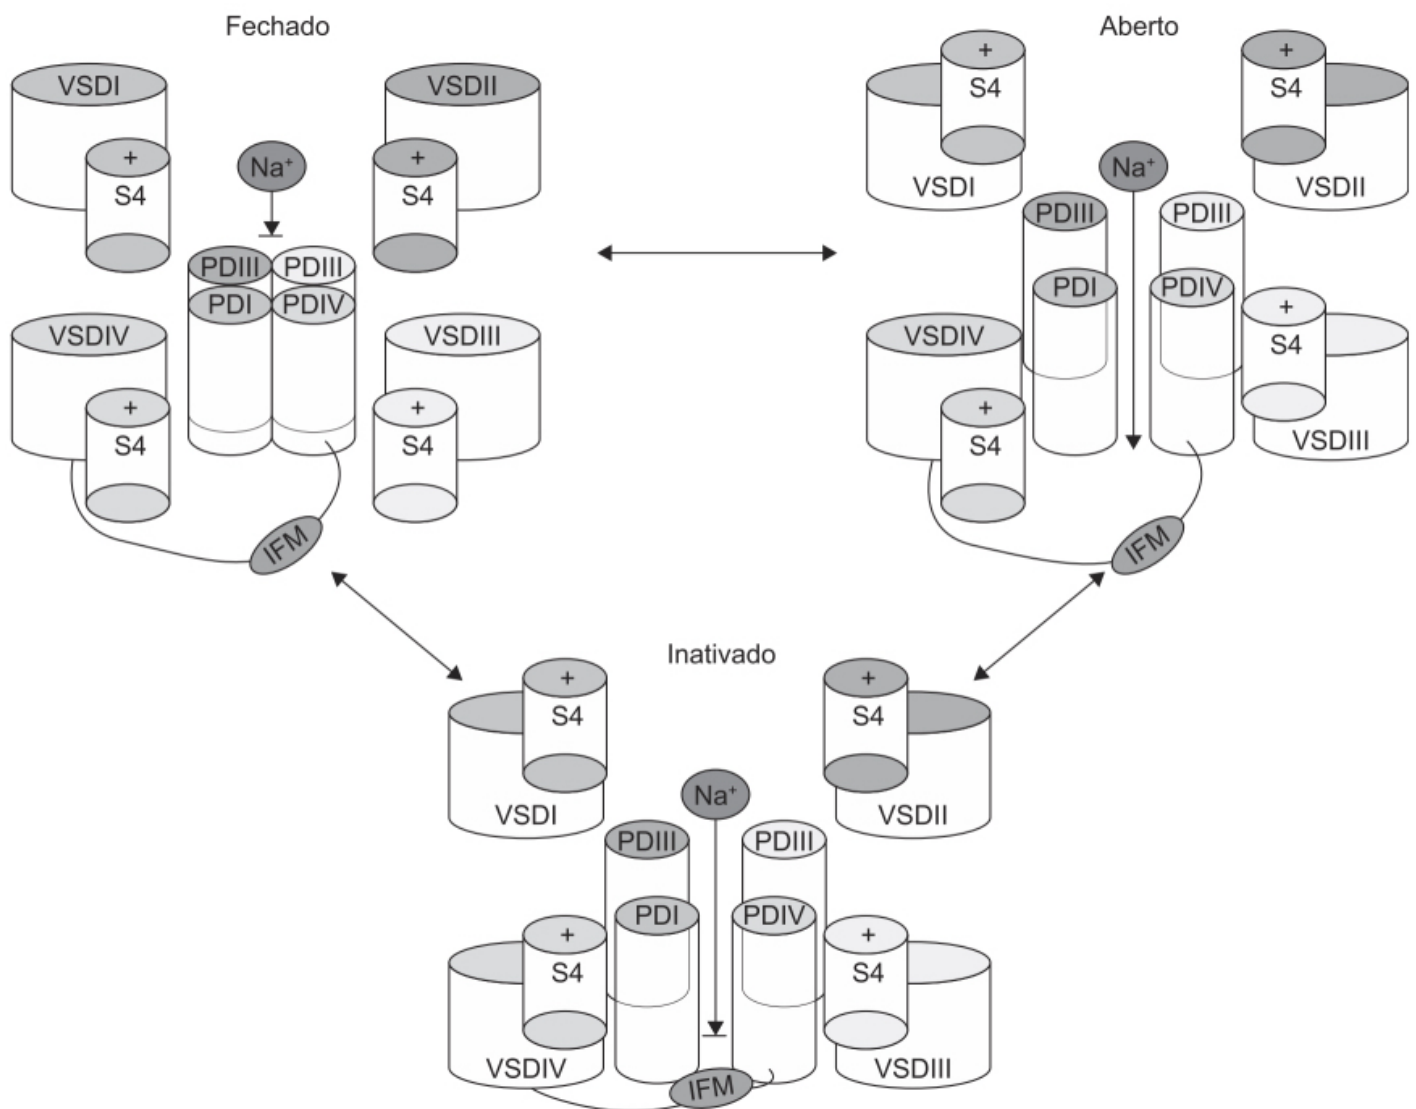 Fechado
VSDI
VSDII
+
S4
Na⁺
+
S4
PDIII
PDIII
PDI
PDIV
VSDIV
VSDIII
+
S4
+
S4
IFM
Aberto
+
S4
+
S4
Na⁺
VSDI
VSDII
PDIII
PDIII
PDI
PDIV
VSDIV
+
S4
+
S4
VSDIII
IFM
Inativado
+
S4
+
S4
Na⁺
VSDI
VSDII
PDIII
PDIII
PDI
PDIV
+
S4
+
S4
VSDIV
VSDIII
IFM